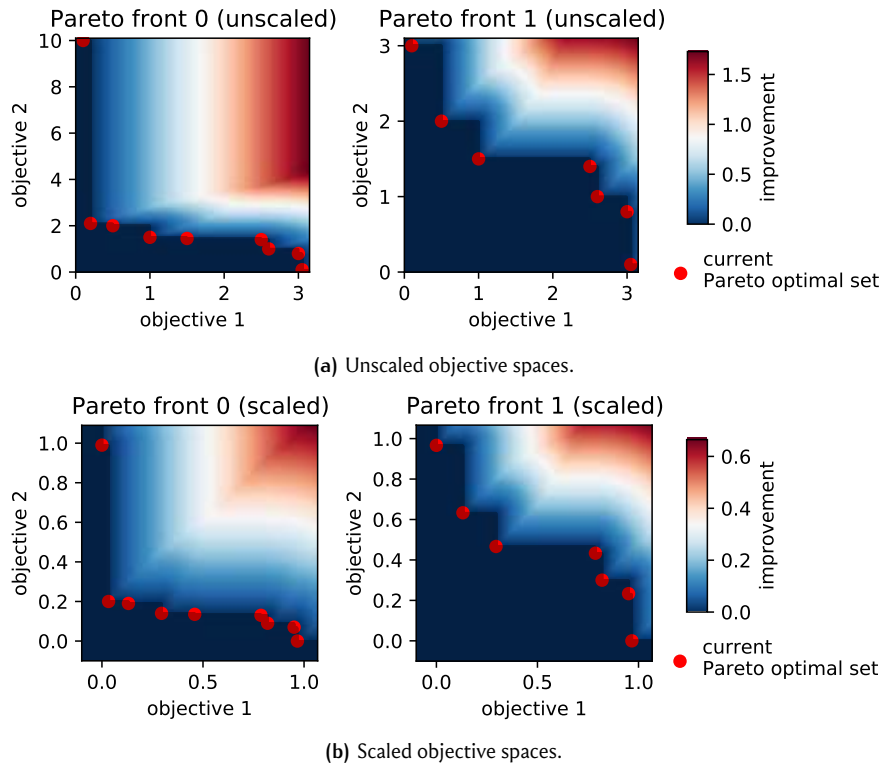 Pareto front 0 (unscaled)
Pareto front 1 (unscaled)
10
8
6
4
2
0
objective 2
0
1
2
3
objective 1
3
2
1
0
objective 2
0
1
2
3
objective 1
1.5
1.0
0.5
0.0
improvement
current
Pareto optimal set
(a) Unscaled objective spaces.
Pareto front 0 (scaled)
Pareto front 1 (scaled)
1.0
0.8
0.6
0.4
0.2
0.0
objective 2
0.0
0.5
1.0
objective 1
1.0
0.8
0.6
0.4
0.2
0.0
objective 2
0.0
0.5
1.0
objective 1
0.6
0.4
0.2
0.0
improvement
current
Pareto optimal set
(b) Scaled objective spaces.